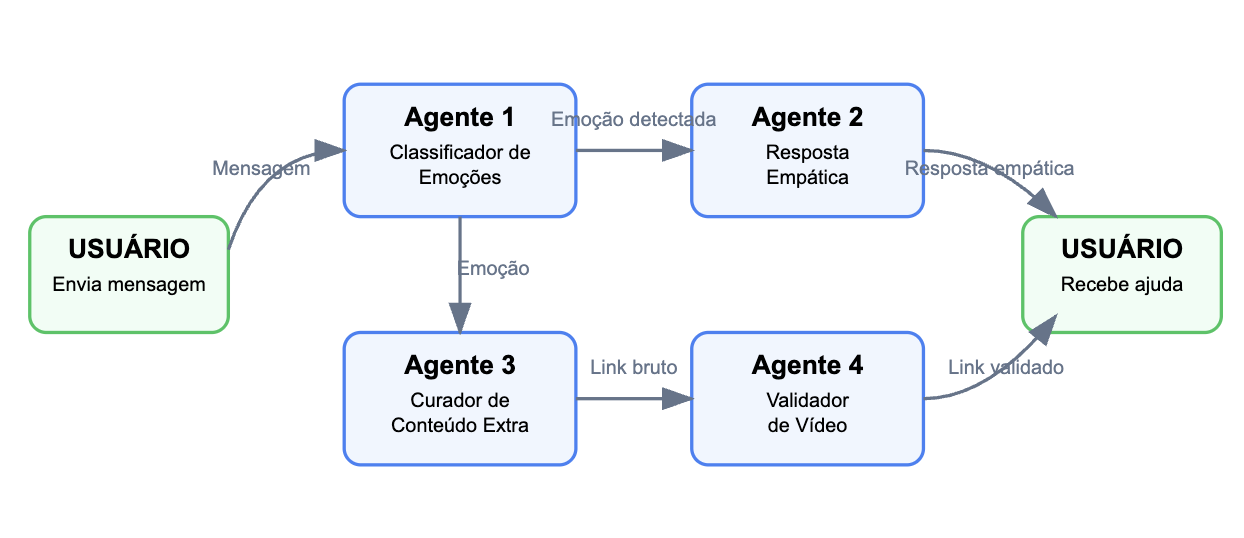 Agente 1
Classificador de
Emoções
Emoção detectada
Agente 2
Resposta
Empática
Mensagem
Resposta empática
USUÁRIO
Envia mensagem
Emoção
USUÁRIO
Recebe ajuda
Agente 3
Curador de
Conteúdo Extra
Link bruto
Agente 4
Validador
de Vídeo
Link validado